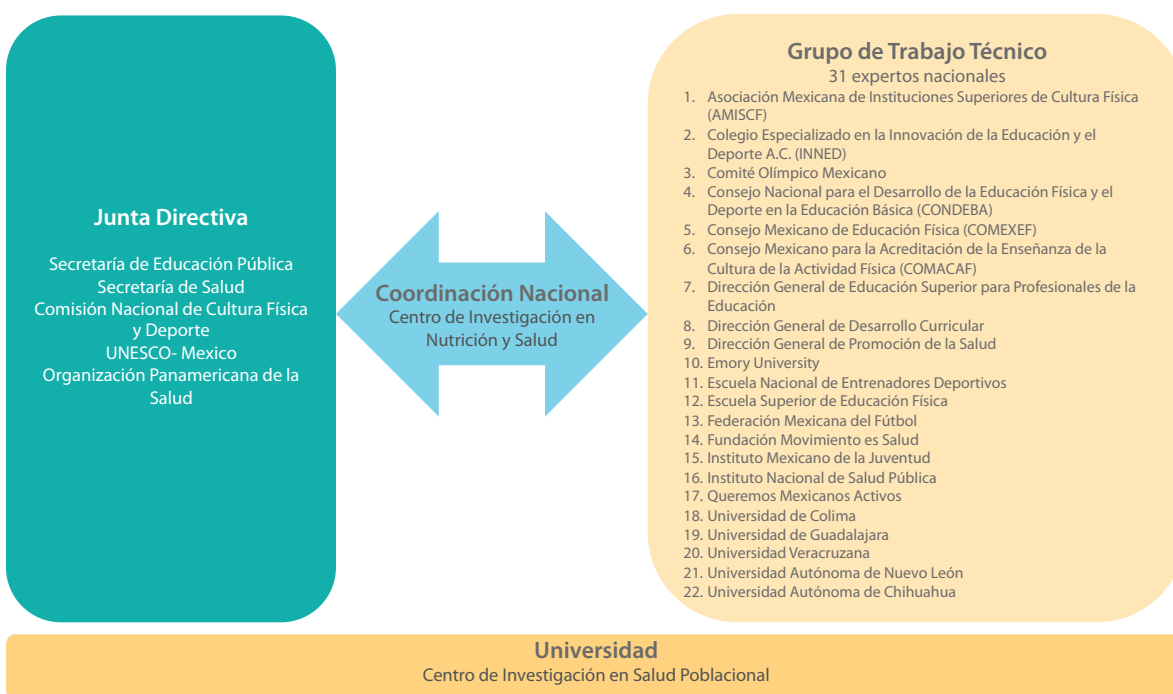 Junta Directiva
Secretaría de Educación Pública
Secretaría de Salud
Comisión Nacional de Cultura Física
y Deporte
UNESCO- Mexico
Organización Panamericana de la
Salud
Coordinación Nacional
Centro de Investigación en
Nutrición y Salud
Grupo de Trabajo Técnico
31 expertos nacionales
1. Asociación Mexicana de Instituciones Superiores de Cultura Física
(AMISCF)
2. Colegio Especializado en la Innovación de la Educación y el
Deporte A.C. (INNED)
3. Comité Olímpico Mexicano
4. Consejo Nacional para el Desarrollo de la Educación Física y el
Deporte en la Educación Básica (CONDEBA)
5. Consejo Mexicano de Educación Física (COMEXEF)
6. Consejo Mexicano para la Acreditación de la Enseñanza de la
Cultura de la Actividad Física (COMACAF)
7. Dirección General de Educación Superior para Profesionales de la
Educación
8. Dirección General de Desarrollo Curricular
9. Dirección General de Promoción de la Salud
10. Emory University
11. Escuela Nacional de Entrenadores Deportivos
12. Escuela Superior de Educación Física
13. Federación Mexicana del Fútbol
14. Fundación Movimiento es Salud
15. Instituto Mexicano de la Juventud
16. Instituto Nacional de Salud Pública
17. Queremos Mexicanos Activos
18. Universidad de Colima
19. Universidad de Guadalajara
20. Universidad Veracruzana
21. Universidad Autónoma de Nuevo León
22. Universidad Autónoma de Chihuahua
Universidad
Centro de Investigación en Salud Poblacional